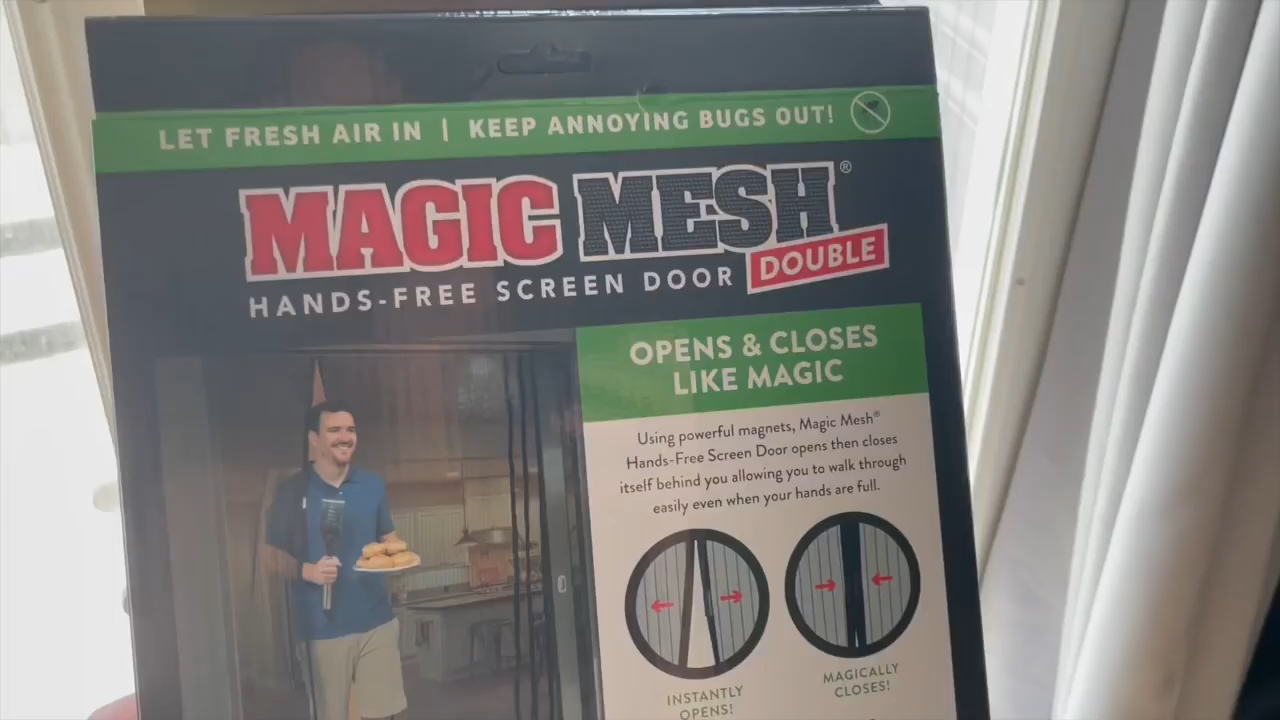 LET FRESH AIR IN | KEEP ANNOYING BUGS OUT!
MAGIC MESH®
HANDS-FREE SCREEN DOOR DOUBLE
OPENS & CLOSES
LIKE MAGIC
Using powerful magnets, Magic Mesh®
Hands-Free Screen Door opens then closes
itself behind you allowing you to walk through
easily even when your hands are full.
INSTANTLY
OPENS!
MAGICALLY
CLOSES!